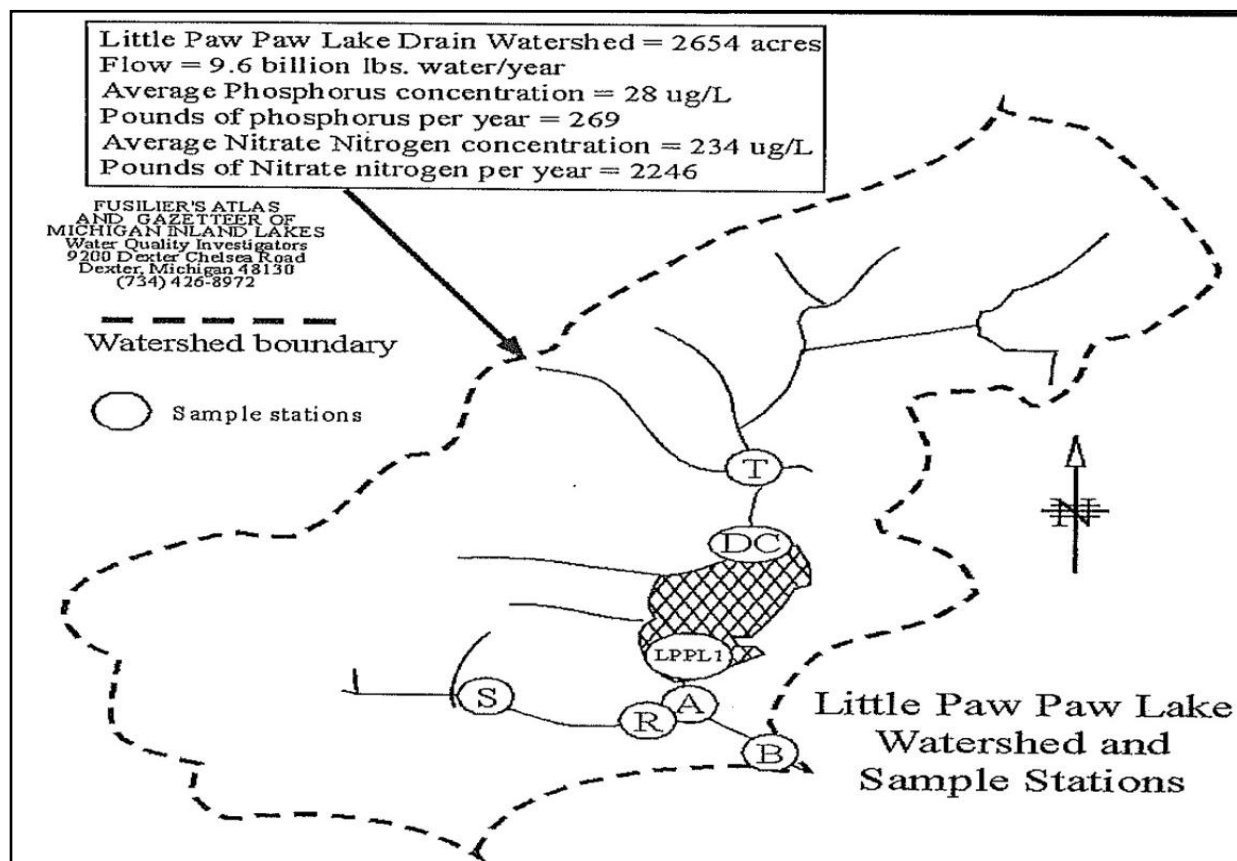 Little Paw Paw Lake Drain Watershed = 2654 acres
Flow = 9.6 billion lbs. water/year
Average Phosphorus concentration = 28 ug/L
Pounds of phosphorus per year = 269
Average Nitrate Nitrogen concentration = 234 ug/L
Pounds of Nitrate nitrogen per year = 2246
FUSILIER'S ATLAS
AND GAZETTEER OF
MICHIGAN INLAND LAKES
Water Quality Investigators
9200 Dexter Chelsea Road
Dexter, Michigan 48130
(734) 426-8972
Watershed boundary
Sample stations
T
DC
N
LPPL1
S
R
A
B
Little Paw Paw Lake
Watershed and
Sample Stations